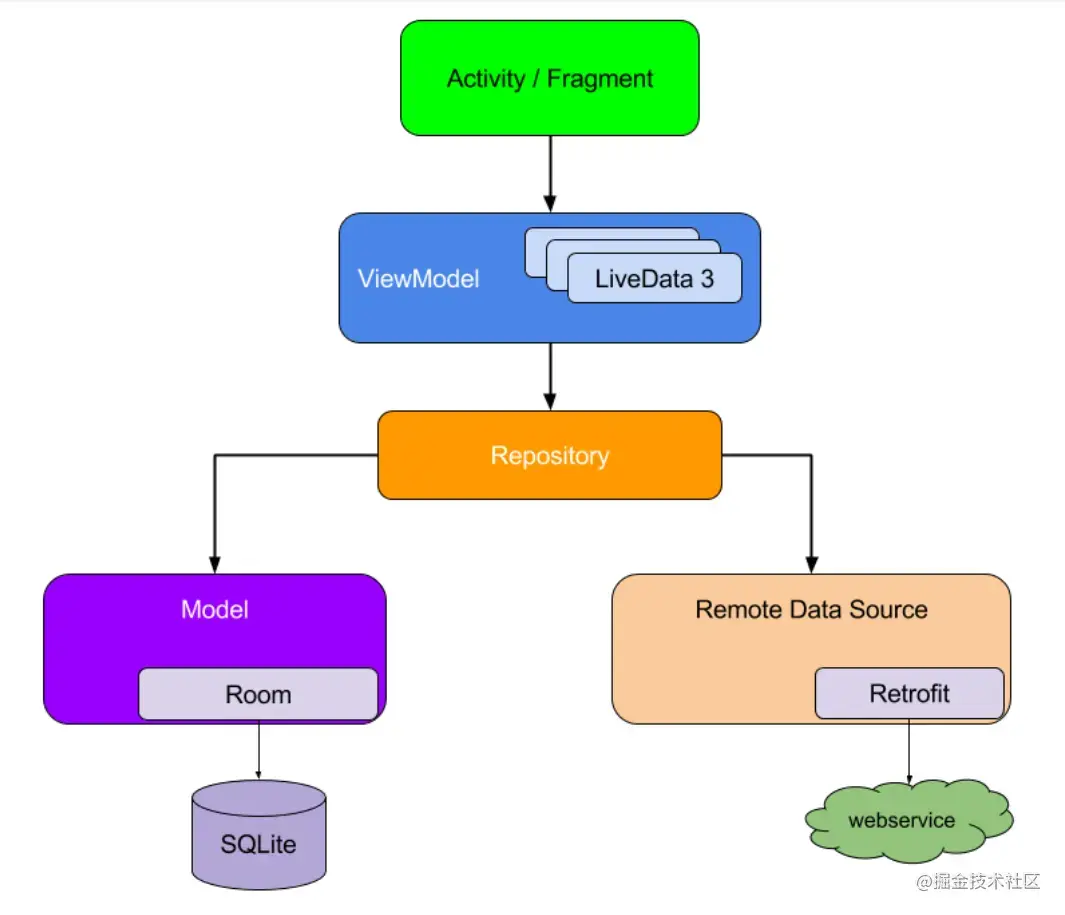 Activity / Fragment
ViewModel
LiveData 3
Repository
Model
Remote Data Source
Room
Retrofit
SQLite
webservice
@掘金技术社区